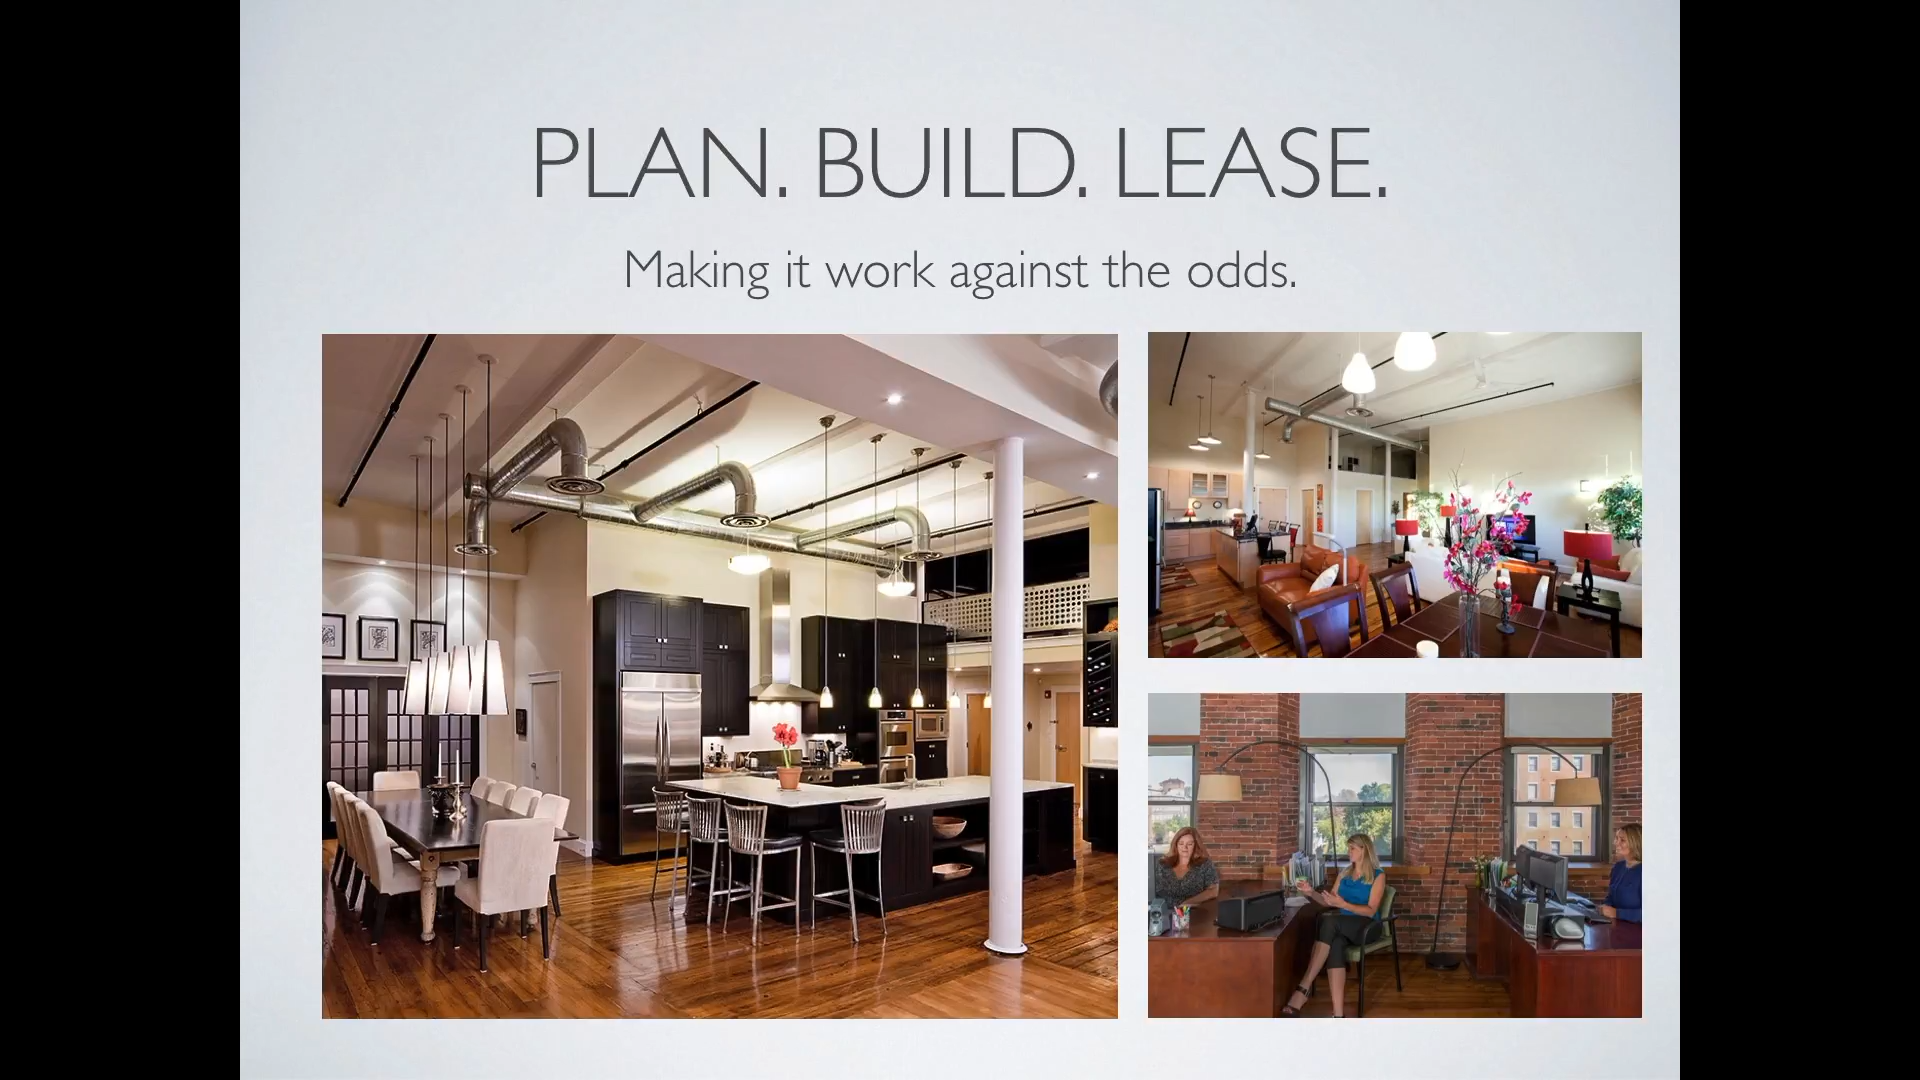 PLAN. BUILD. LEASE.
Making it work against the odds.